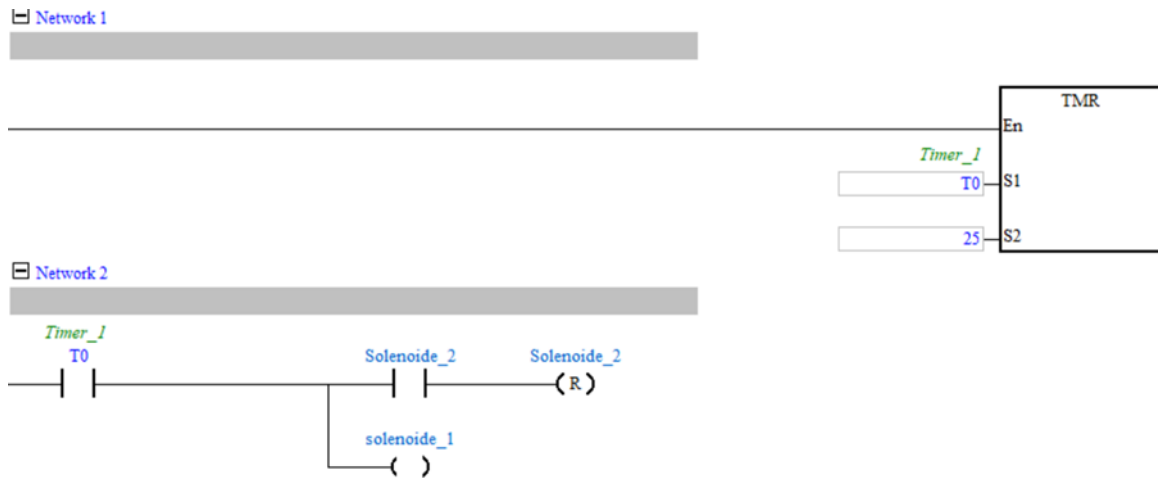 Network 1
TMR
En
Timer_1
T0 S1
25 S2
Network 2
Timer_1
T0 Solenoide_2 Solenoide_2
R
solenoide_1